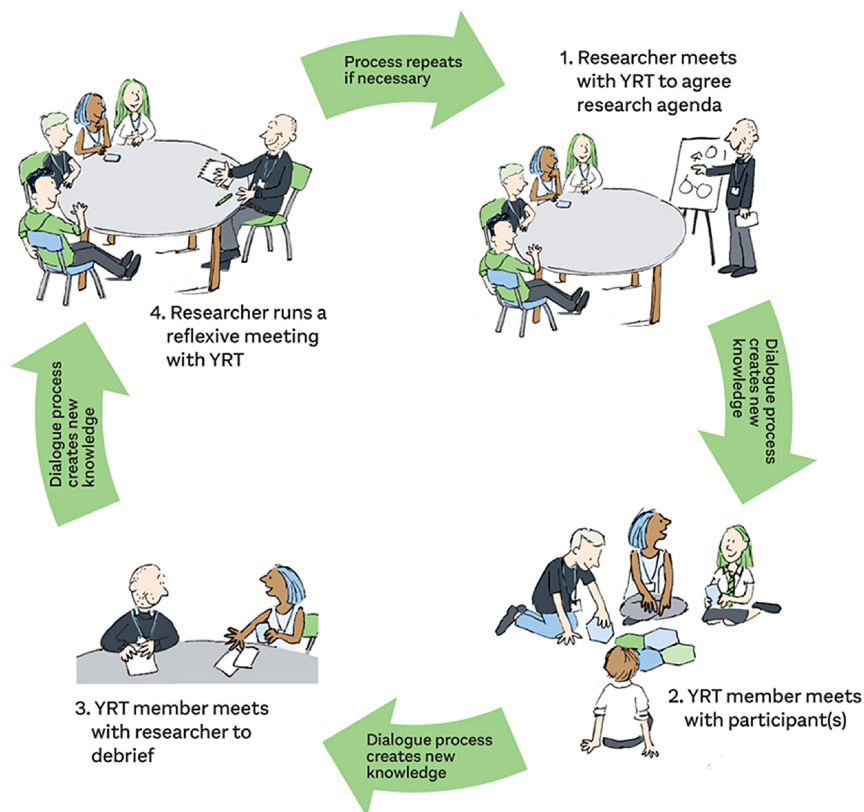 Process repeats
if necessary
1. Researcher meets
with YRT to agree
research agenda
Dialogue process
creates new
knowledge
2. YRT member meets
with participant(s)
Dialogue process
creates new
knowledge
3. YRT member meets
with researcher to
debrief
Dialogue process
creates new
knowledge
4. Researcher runs a
reflexive meeting
with YRT